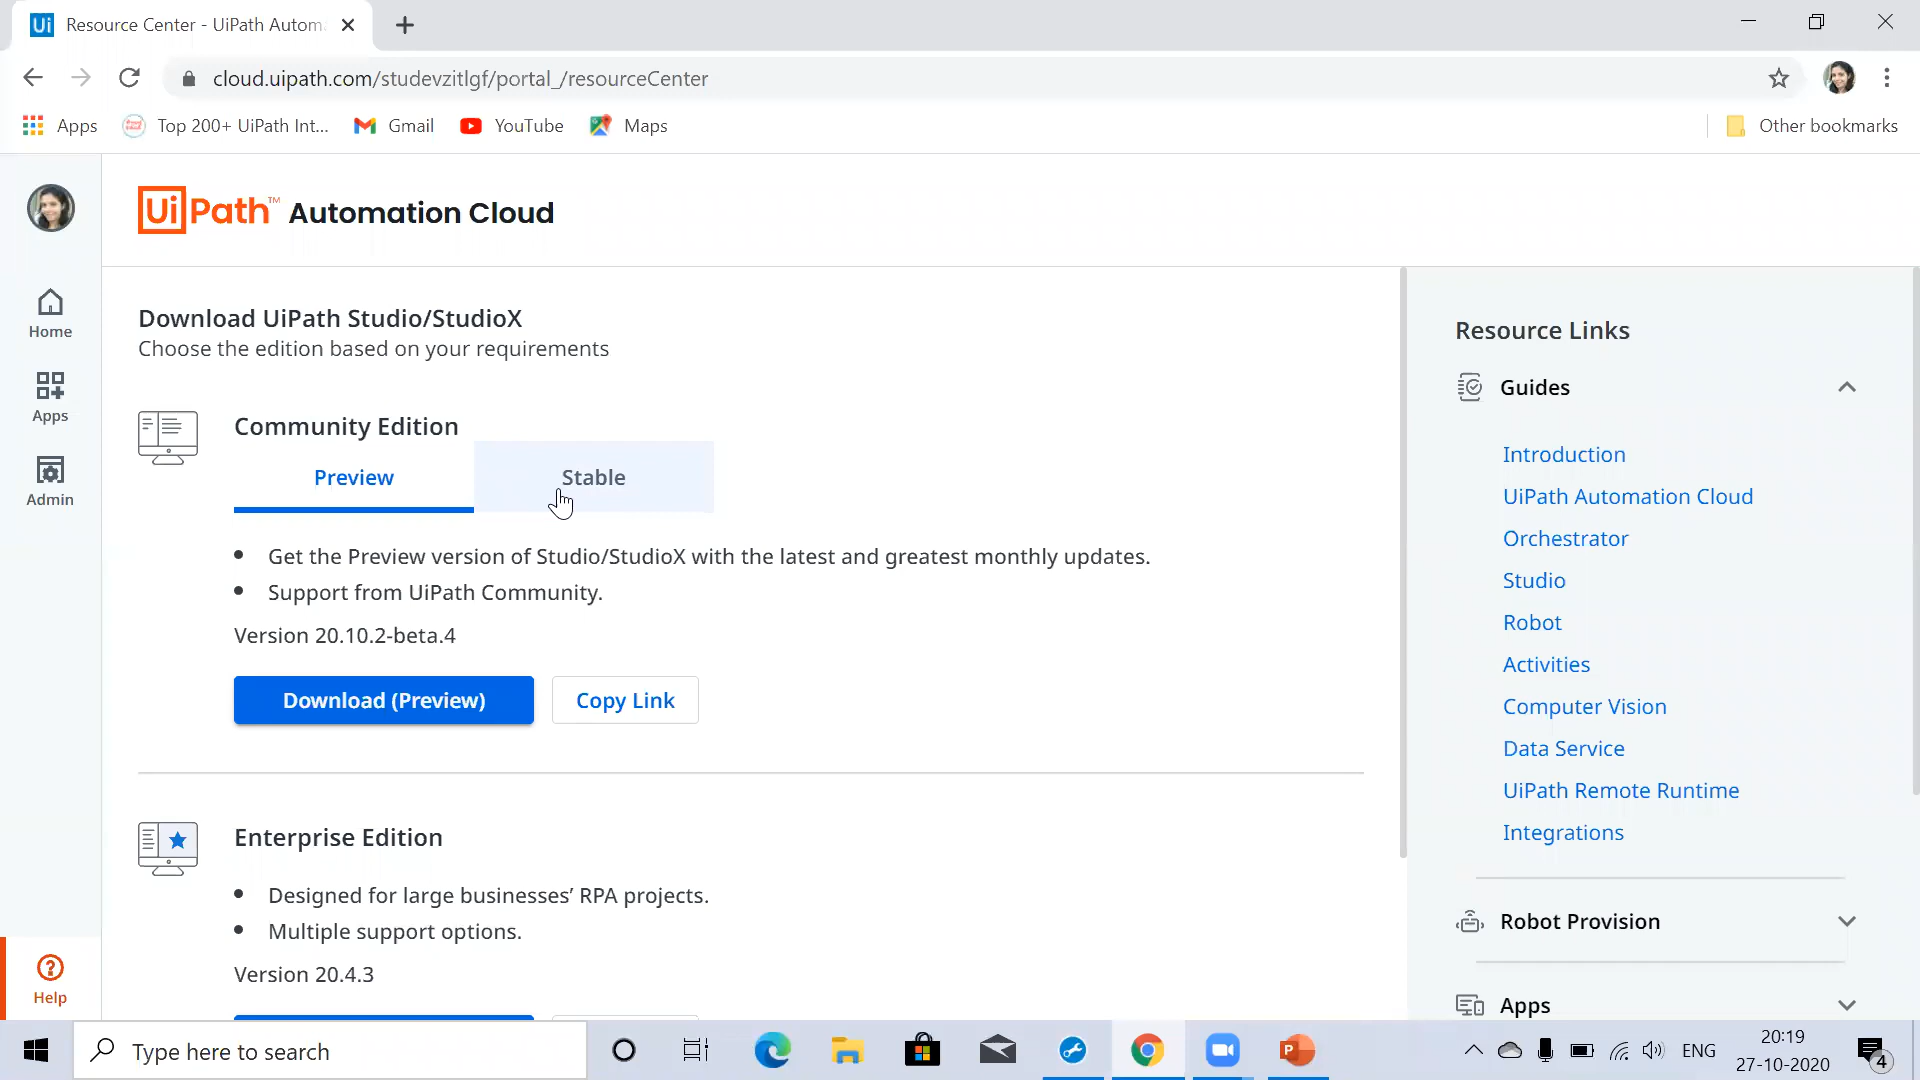 Ui Resource Center - UiPath Autom
cloud.uipath.com/studevzitlgf/portal_/resourceCenter
Apps Top 200+ UiPath Int... Gmail YouTube Maps Other bookmarks
UiPath™ Automation Cloud
Home
Apps
Admin
Help
Download UiPath Studio/StudioX
Choose the edition based on your requirements
Community Edition
Preview Stable
• Get the Preview version of Studio/StudioX with the latest and greatest monthly updates.
• Support from UiPath Community.
Version 20.10.2-beta.4
Download (Preview) Copy Link
Enterprise Edition
• Designed for large businesses’ RPA projects.
• Multiple support options.
Version 20.4.3
Resource Links
Guides
Introduction
UiPath Automation Cloud
Orchestrator
Studio
Robot
Activities
Computer Vision
Data Service
UiPath Remote Runtime
Integrations
Robot Provision
Apps
Type here to search
ENG
20:19
27-10-2020
4